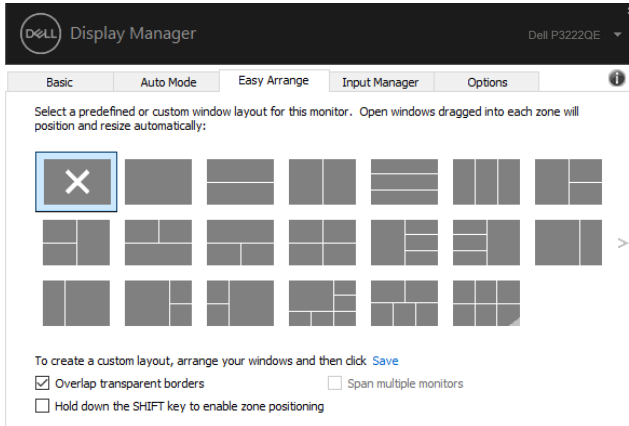 DELL Display Manager
Dell P3222QE
Basic Auto Mode Easy Arrange Input Manager Options
Select a predefined or custom window layout for this monitor. Open windows dragged into each zone will
position and resize automatically:
To create a custom layout, arrange your windows and then click Save
Overlap transparent borders
Span multiple monitors
Hold down the SHIFT key to enable zone positioning